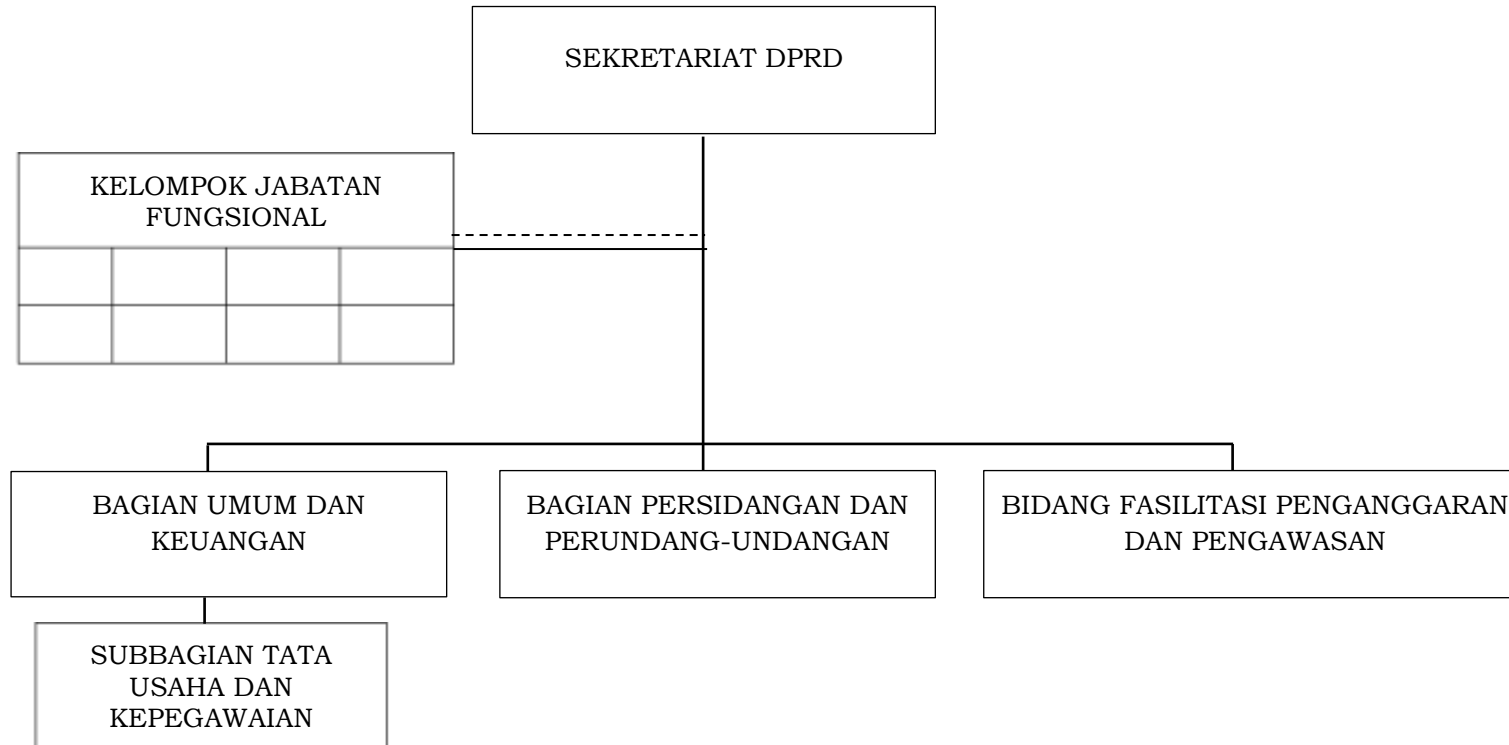 SEKRETARIAT DPRD
KELOMPOK JABATAN
FUNGSIONAL
BAGIAN UMUM DAN
KEUANGAN
BAGIAN PERSIDANGAN DAN
PERUNDANG-UNDANGAN
BIDANG FASILITASI PENGANGGARAN
DAN PENGAWASAN
SUBBAGIAN TATA
USAHA DAN
KEPEGAWAIAN